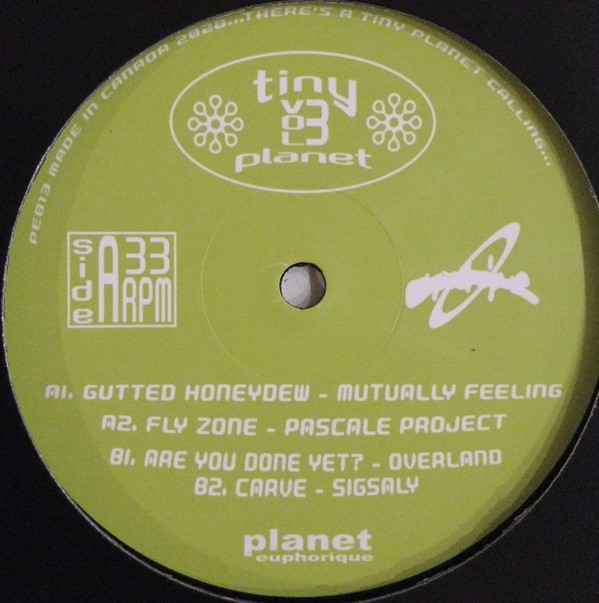 PE013 MADE IN CANADA 2020...THERE'S A TINY PLANET CALLING...
tiny
VOL 3
planet
side A 33 RPM
A1. GUTTED HONEYDEW - MUTUALLY FEELING
A2. FLY ZONE - PASCALE PROJECT
B1. ARE YOU DONE YET? - OVERLAND
B2. CARVE - SIGSALY
planet
euphorique